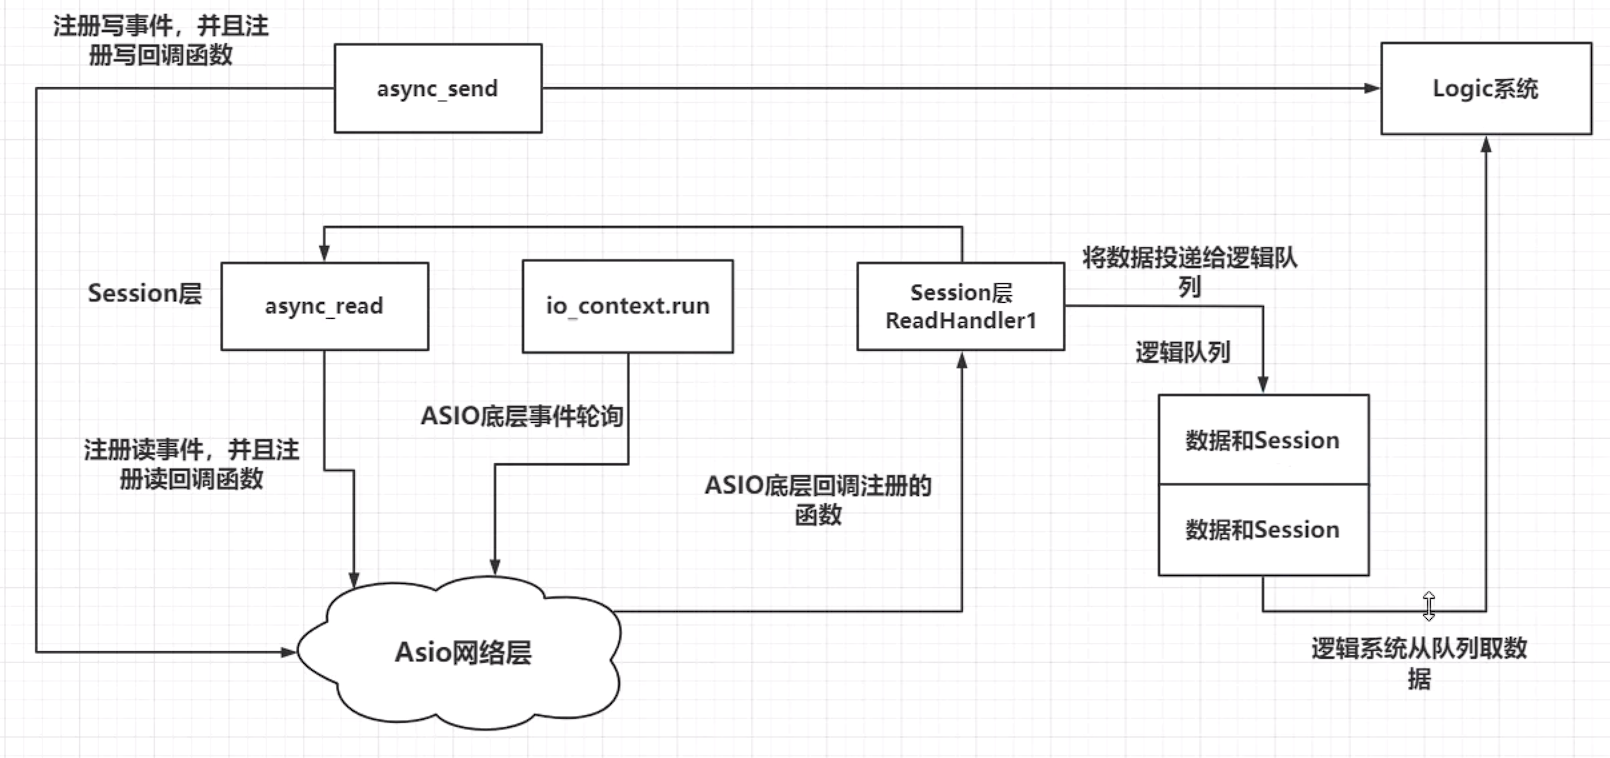 注册写事件，并且注
册写回调函数
async_send
Logic系统
Session层
async_read
io_context.run
Session层
ReadHandler1
将数据投递给逻辑队
列
逻辑队列
ASIO底层事件轮询
注册读事件，并且注
册读回调函数
数据和Session
ASIO底层回调注册的
函数
数据和Session
Asio网络层
逻辑系统从队列取数
据